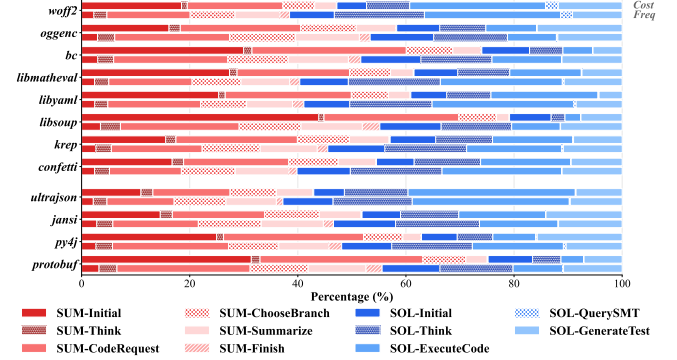 woff2
Cost
Freq
oggenc
bc
libmatheval
libyaml
libsoup
krep
confetti
ultrajson
jansi
py4j
protobuf
0 20 40 60 80 100
Percentage (%)
SUM-Initial SUM-ChooseBranch SOL-Initial SOL-QuerySMT
SUM-Think SUM-Summarize SOL-Think SOL-GenerateTest
SUM-CodeRequest SUM-Finish SOL-ExecuteCode